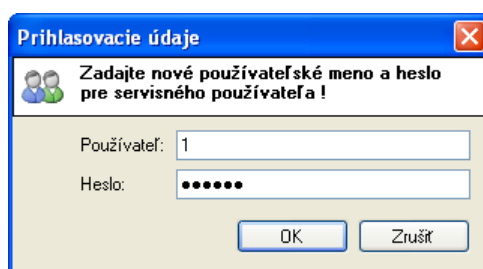 Prihlasovacie údaje
Zadajte nové používateľské meno a heslo
pre servisného používateľa !
Používateľ: 1
Heslo: ●●●●●●
OK Zrušiť